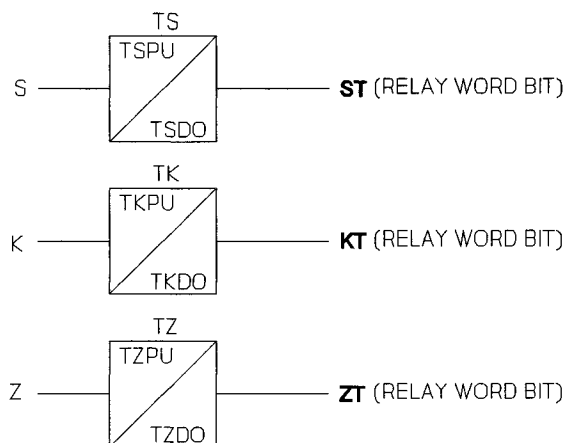 TS
TSPU
S
ST (RELAY WORD BIT)
TSDO
TK
TKPU
K
KT (RELAY WORD BIT)
TKDO
TZ
TZPU
Z
ZT (RELAY WORD BIT)
TZDO